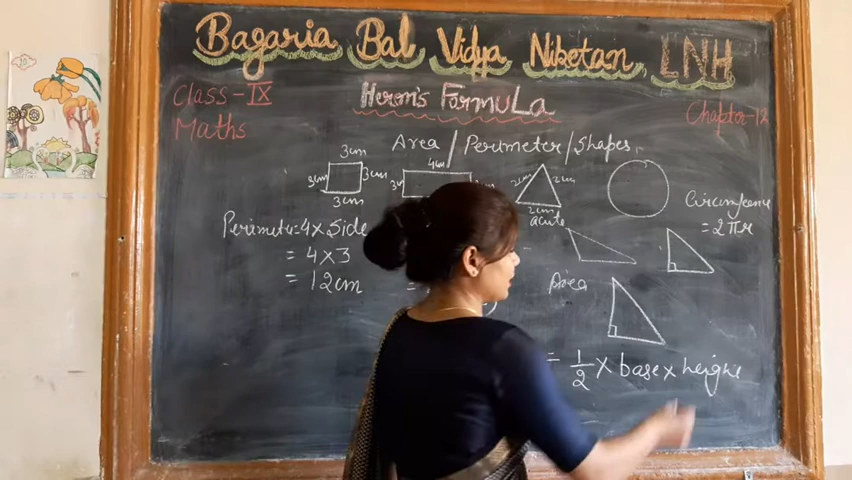 Bagaria Bal Vidya Niketan, LNH
Class-IX
Heron's FormuLa
Chapter-12
Maths
Area / Perimeter / Shapes
3cm
3cm
3cm
3cm
4cm
2cm
2cm
2cm
acute
Circumference
= 2πr
Perimeter = 4 x Side
= 4 x 3
= 12cm
Area
= 1/2 x base x height